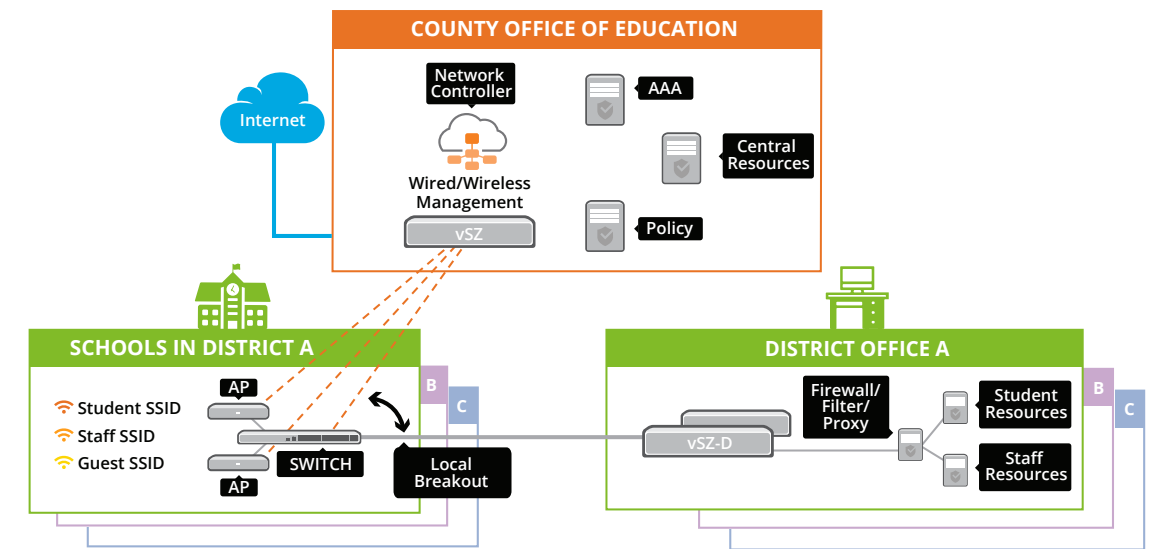 COUNTY OFFICE OF EDUCATION
Network
Controller
AAA
Internet
Central
Resources
Wired/Wireless
Management
vSZ
Policy
SCHOOLS IN DISTRICT A
B
C
AP
Student SSID
Staff SSID
Guest SSID
SWITCH
AP
Local
Breakout
DISTRICT OFFICE A
B
C
Firewall/
Filter/
Proxy
Student
Resources
vSZ-D
Staff
Resources